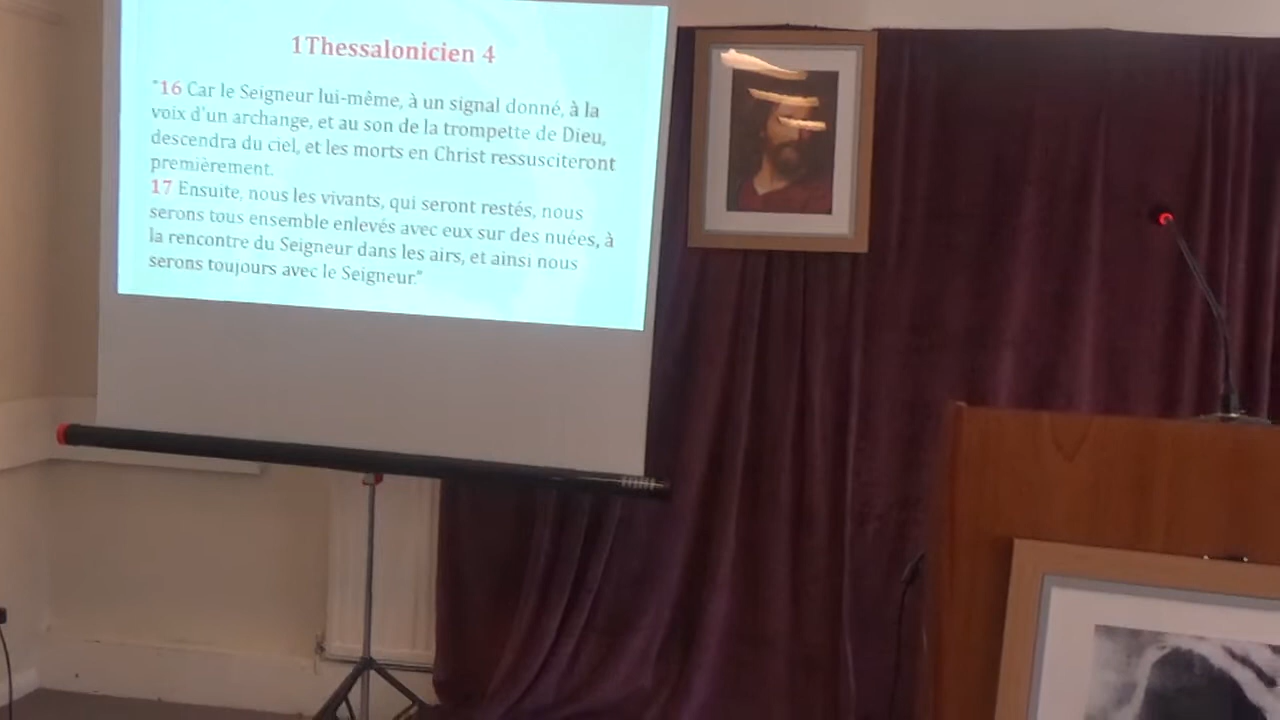 1Thessalonicien 4
"16 Car le Seigneur lui-même, à un signal donné, à la
voix d'un archange, et au son de la trompette de Dieu,
descendra du ciel, et les morts en Christ ressusciteront
premièrement.
17 Ensuite, nous les vivants, qui seront restés, nous
serons tous ensemble enlevés avec eux sur des nuées, à
la rencontre du Seigneur dans les airs, et ainsi nous
serons toujours avec le Seigneur."